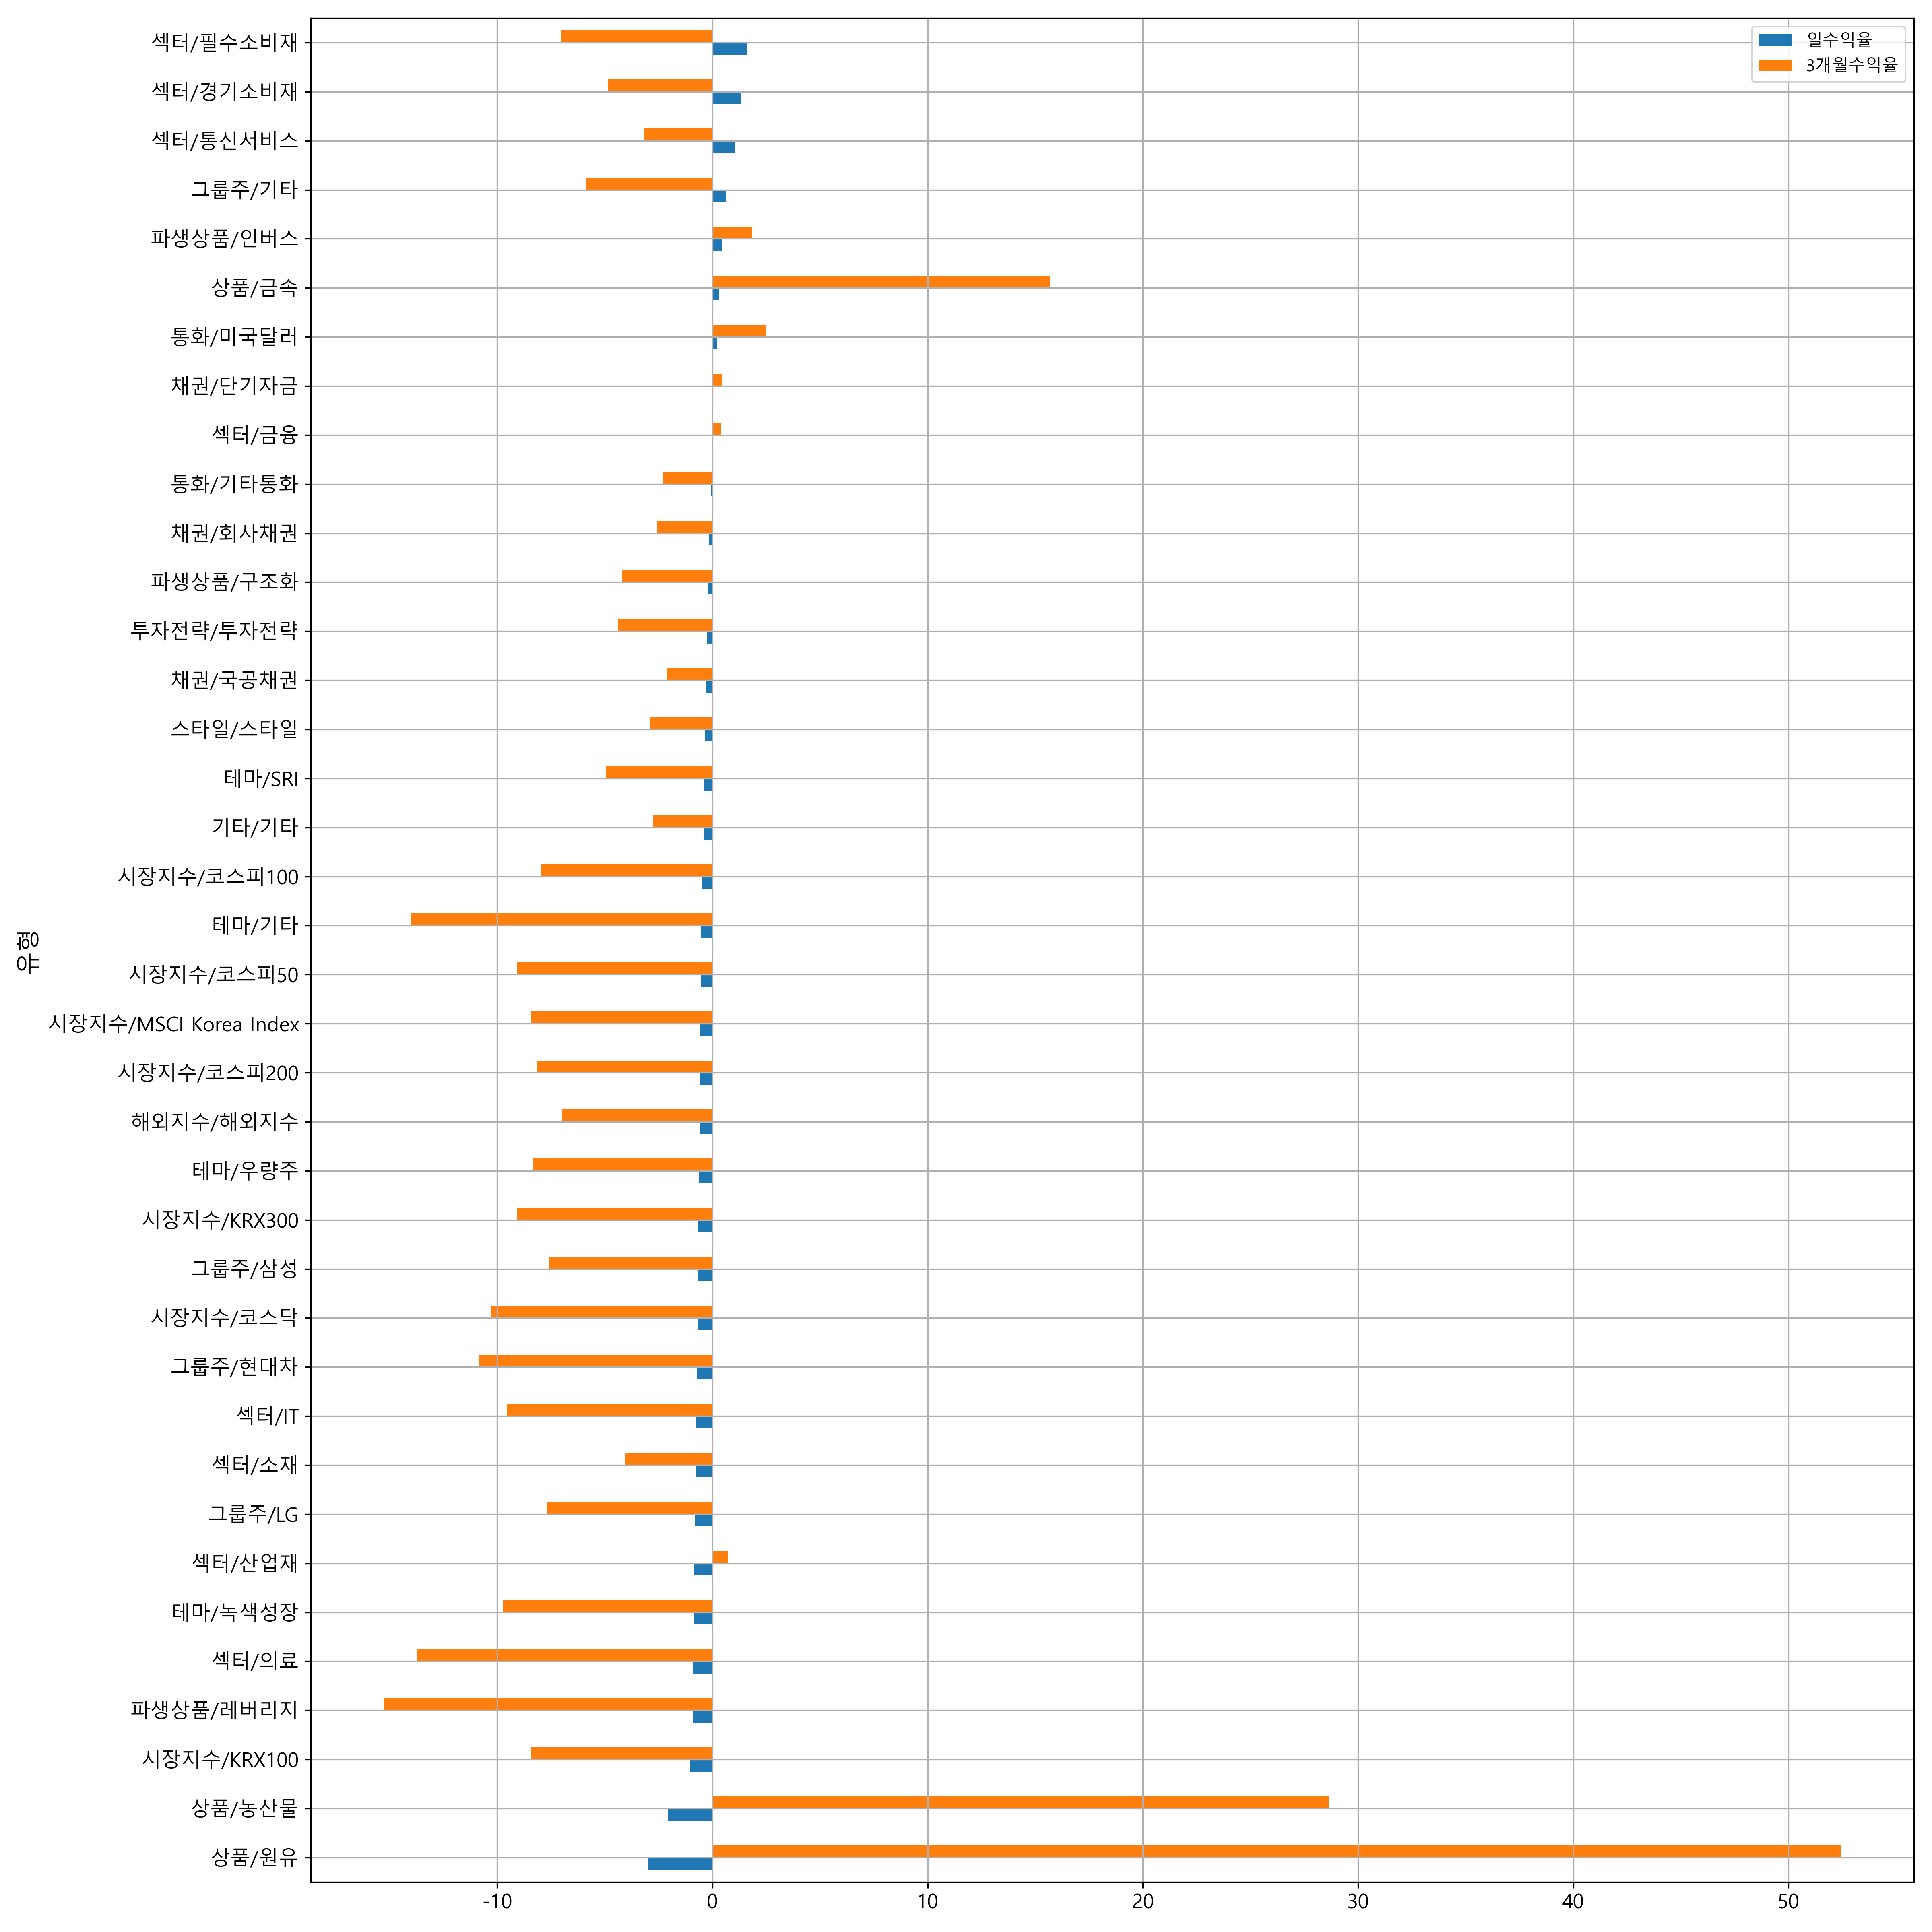 일수익율
3개월수익율
섹터/필수소비재
섹터/경기소비재
섹터/통신서비스
그룹주/기타
파생상품/인버스
상품/금속
통화/미국달러
채권/단기자금
섹터/금융
통화/기타통화
채권/회사채권
파생상품/구조화
투자전략/투자전략
채권/국공채권
스타일/스타일
테마/SRI
기타/기타
시장지수/코스피100
테마/기타
시장지수/코스피50
시장지수/MSCI Korea Index
시장지수/코스피200
해외지수/해외지수
테마/우량주
시장지수/KRX300
그룹주/삼성
시장지수/코스닥
그룹주/현대차
섹터/IT
섹터/소재
그룹주/LG
섹터/산업재
테마/녹색성장
섹터/의료
파생상품/레버리지
시장지수/KRX100
상품/농산물
상품/원유
유형
-10 0 10 20 30 40 50